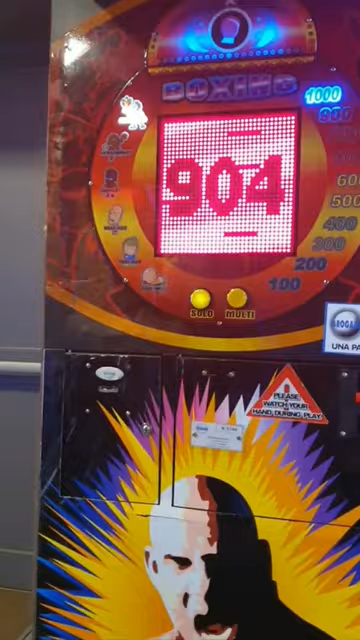 BOXING
1000
900
904
600
500
400
300
200
100
SOLO MULTI
UNA PA
PLEASE
WATCH YOUR
HAND, DURING, PLAY!